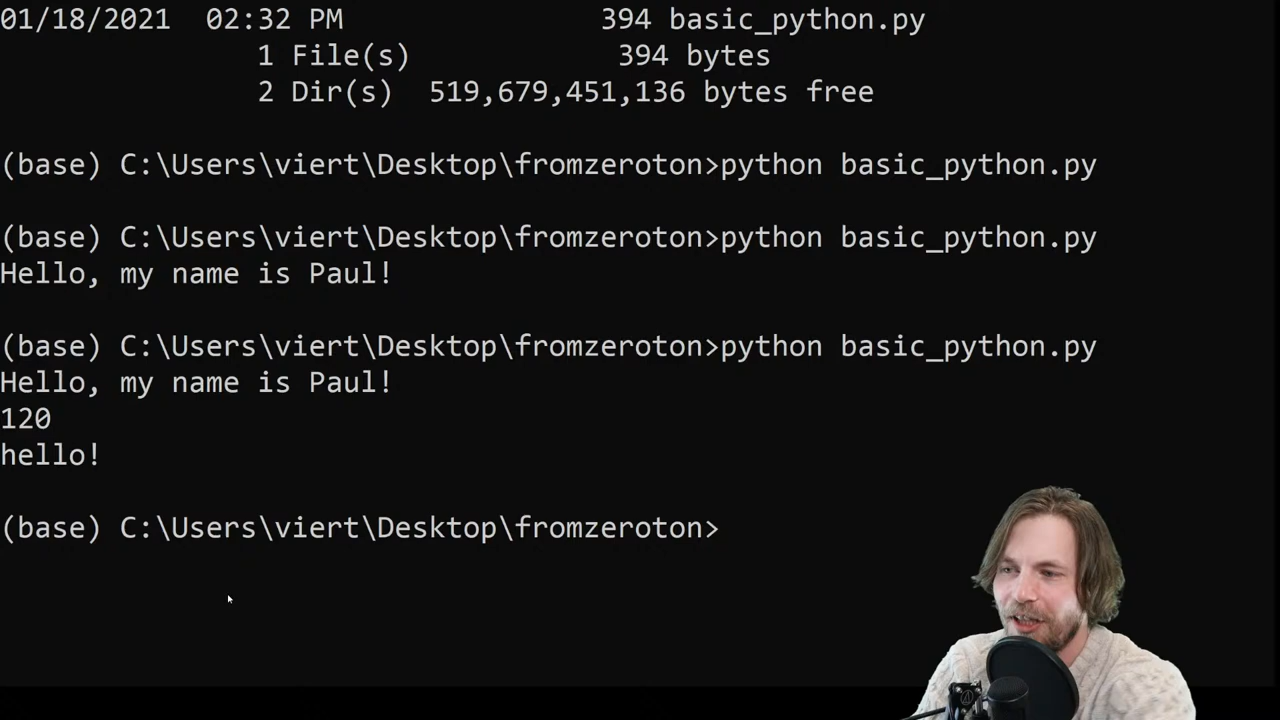 01/18/2021  02:32 PM               394 basic_python.py
               1 File(s)            394 bytes
               2 Dir(s)  519,679,451,136 bytes free
(base) C:\Users\viert\Desktop\fromzeroton>python basic_python.py
(base) C:\Users\viert\Desktop\fromzeroton>python basic_python.py
Hello, my name is Paul!
(base) C:\Users\viert\Desktop\fromzeroton>python basic_python.py
Hello, my name is Paul!
120
hello!
(base) C:\Users\viert\Desktop\fromzeroton>